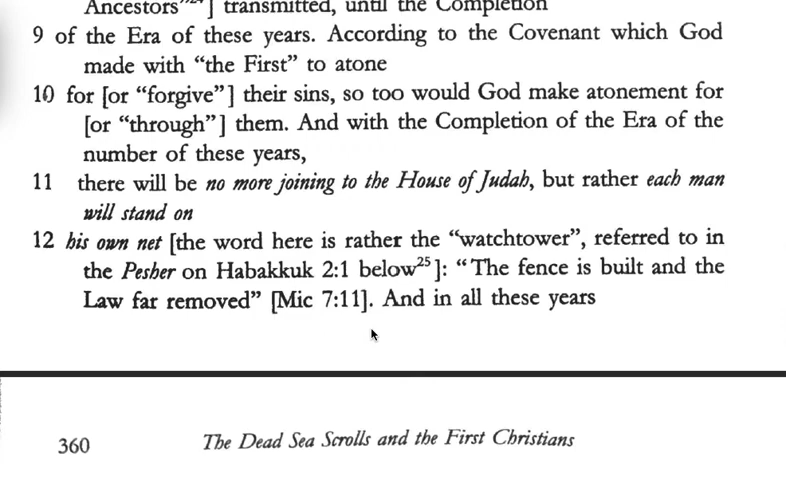 Ancestors”24] transmitted, until the Completion
9 of the Era of these years. According to the Covenant which God
made with “the First” to atone
10 for [or “forgive”] their sins, so too would God make atonement for
[or “through”] them. And with the Completion of the Era of the
number of these years,
11 there will be no more joining to the House of Judah, but rather each man
will stand on
12 his own net [the word here is rather the “watchtower”, referred to in
the Pesher on Habakkuk 2:1 below25]: “The fence is built and the
Law far removed” [Mic 7:11]. And in all these years
360 The Dead Sea Scrolls and the First Christians